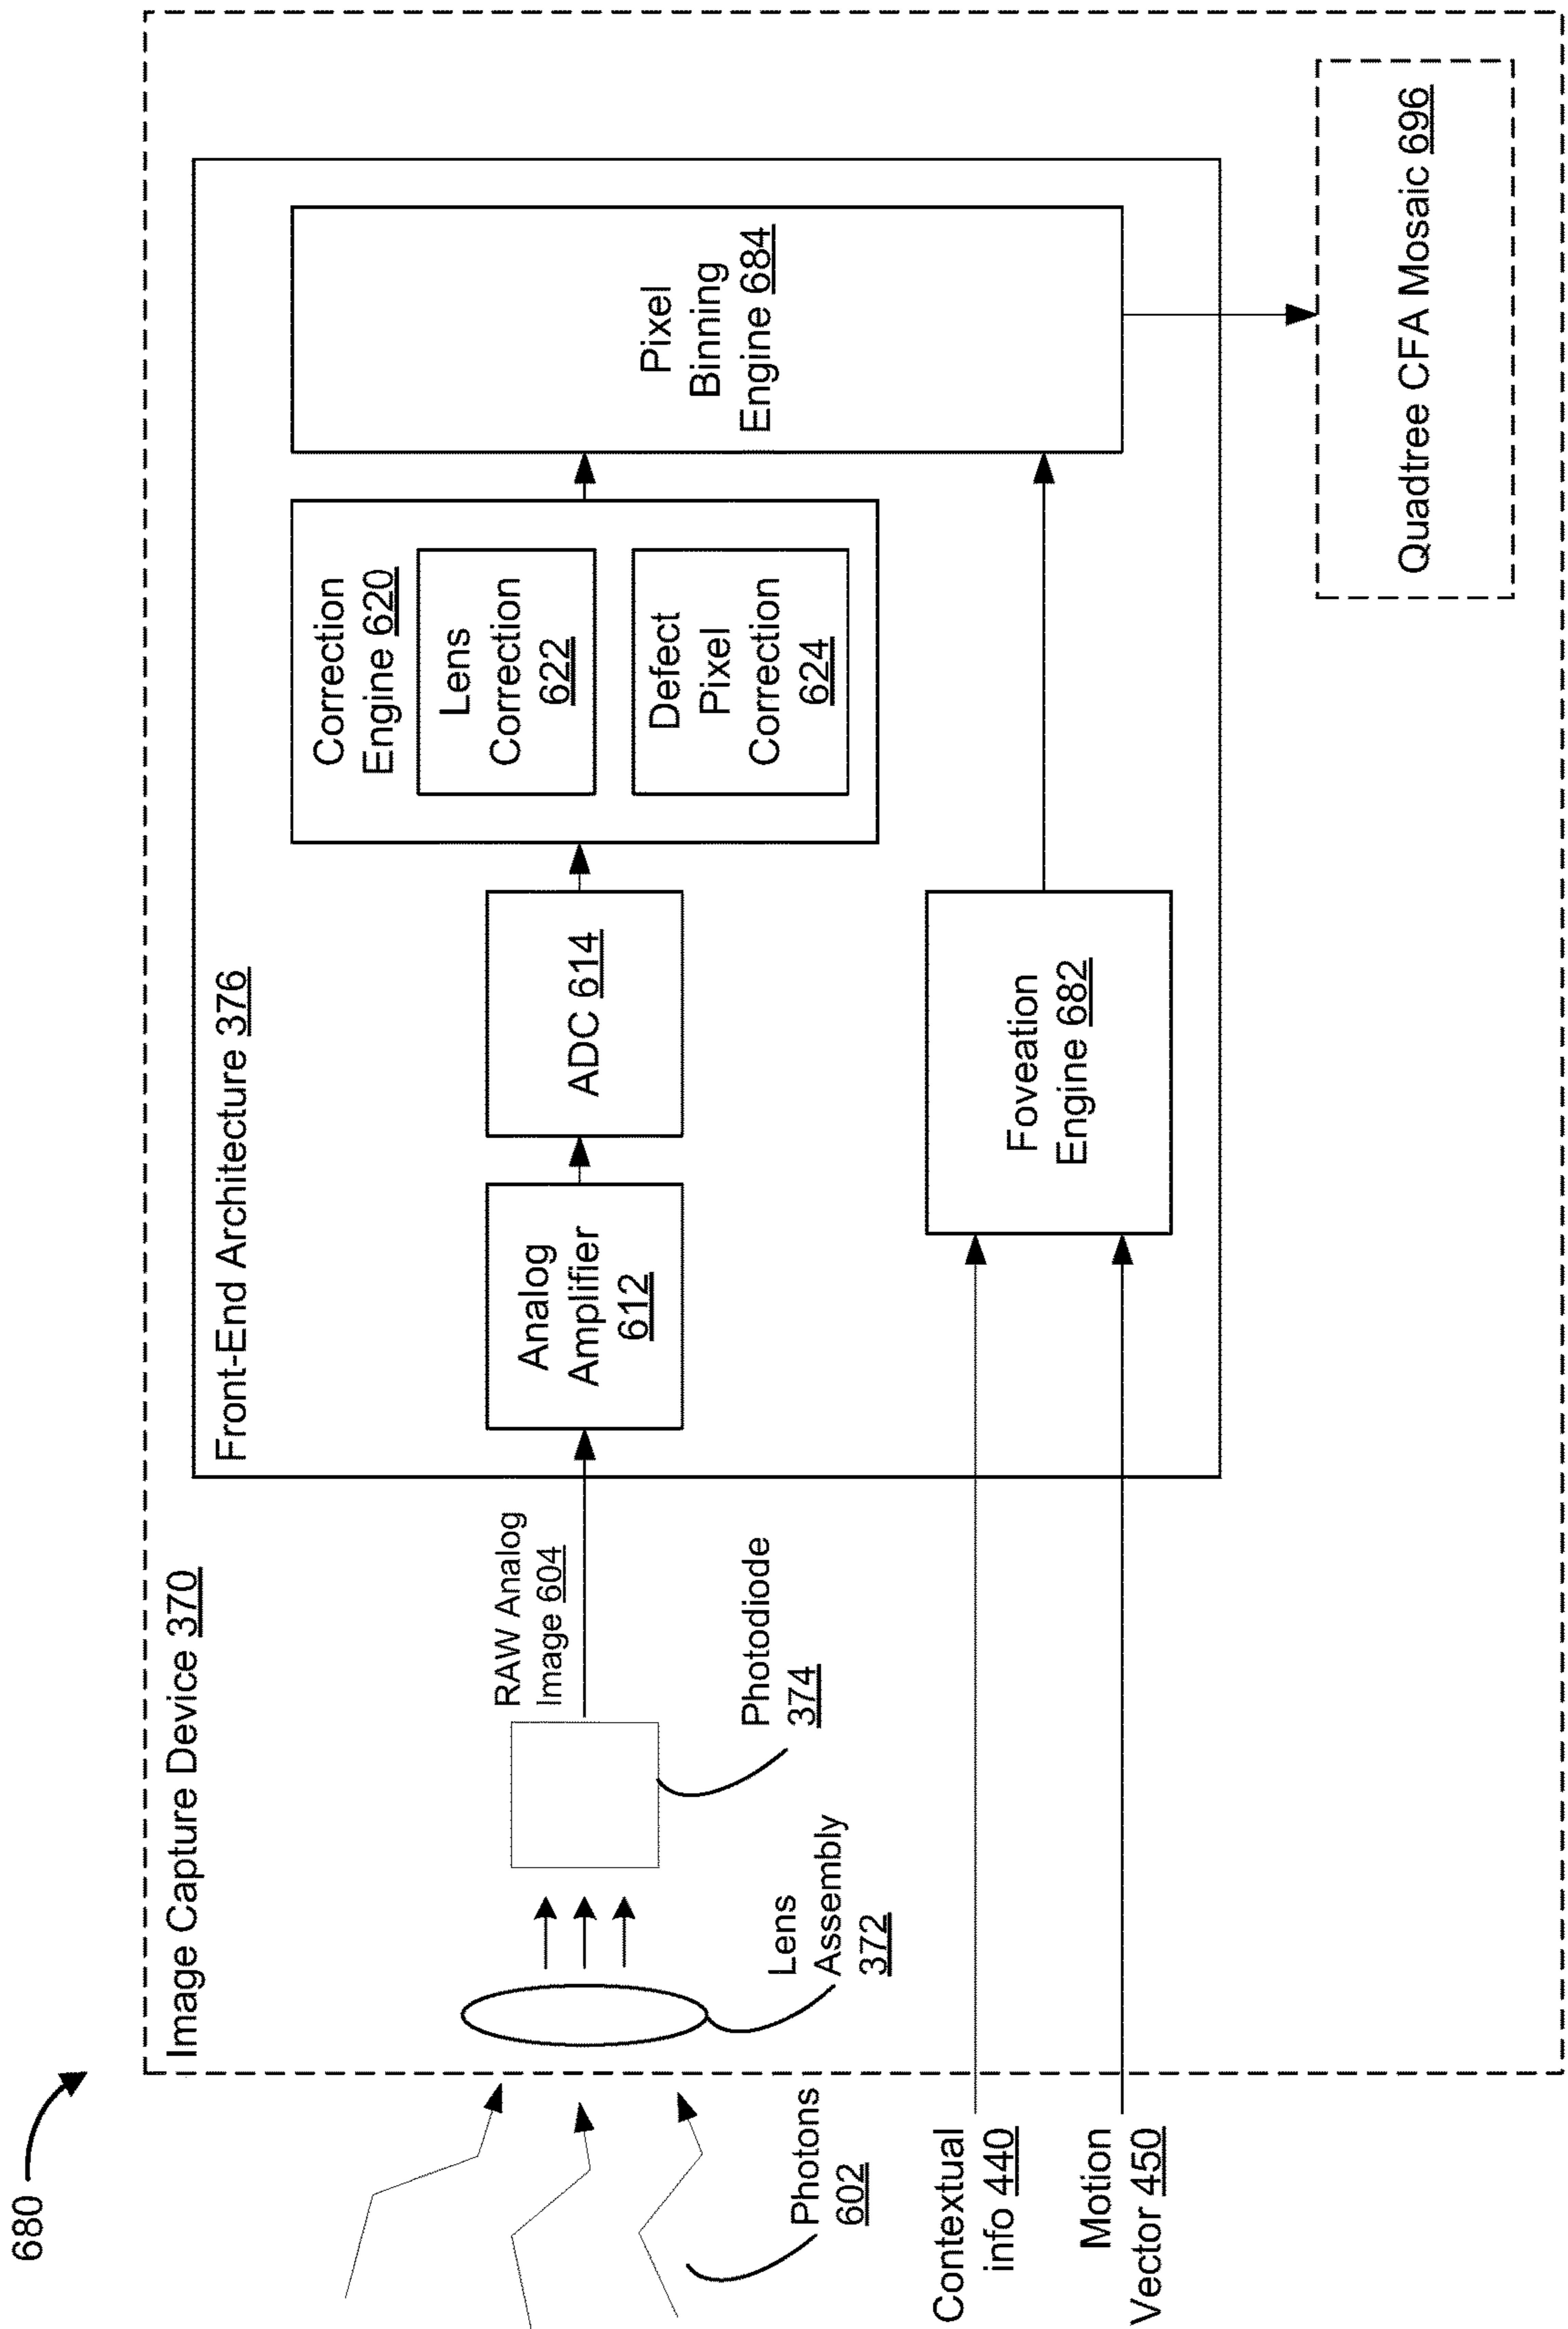 680
Image Capture Device 370
Front-End Architecture 376
Photons
602
Lens
Assembly
372
Photodiode
374
RAW Analog
Image 604
Analog
Amplifier
612
ADC 614
Correction
Engine 620
Lens
Correction
622
Defect
Pixel
Correction
624
Pixel
Binning
Engine 684
Contextual
info 440
Motion
Vector 450
Foveation
Engine 682
Quadtree CFA Mosaic 696